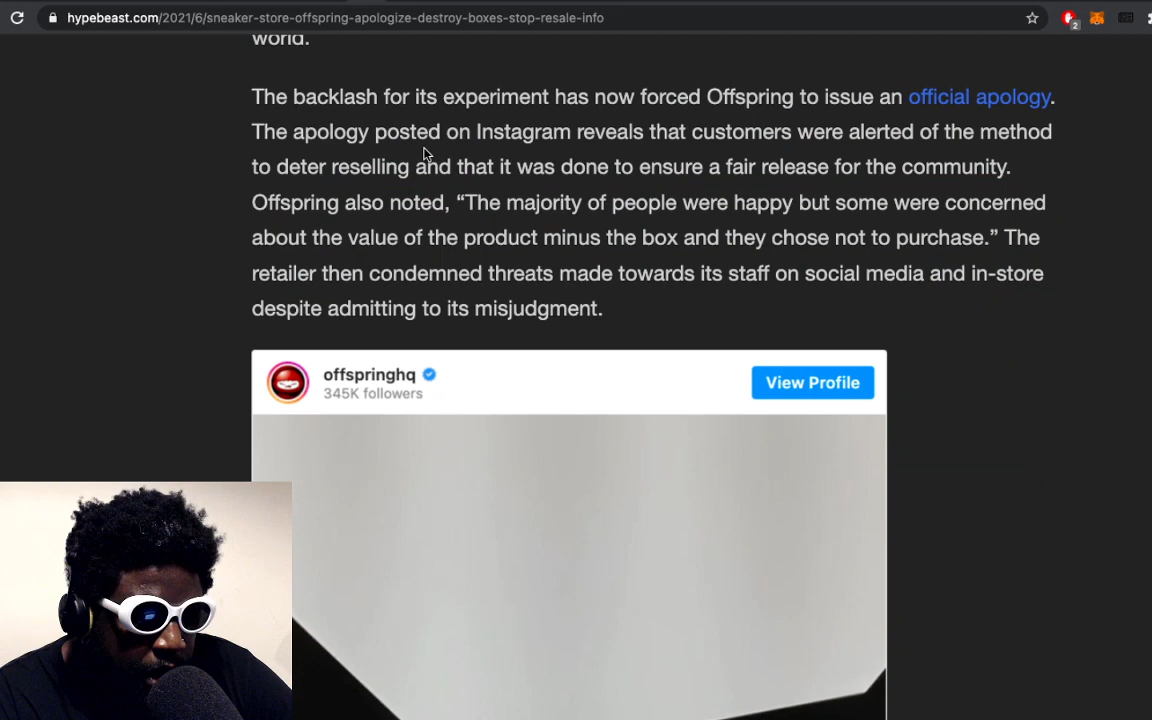 hypebeast.com/2021/6/sneaker-store-offspring-apologize-destroy-boxes-stop-resale-info
2
world.
The backlash for its experiment has now forced Offspring to issue an official apology.
The apology posted on Instagram reveals that customers were alerted of the method
to deter reselling and that it was done to ensure a fair release for the community.
Offspring also noted, “The majority of people were happy but some were concerned
about the value of the product minus the box and they chose not to purchase.” The
retailer then condemned threats made towards its staff on social media and in-store
despite admitting to its misjudgment.
offspringhq
345K followers
View Profile